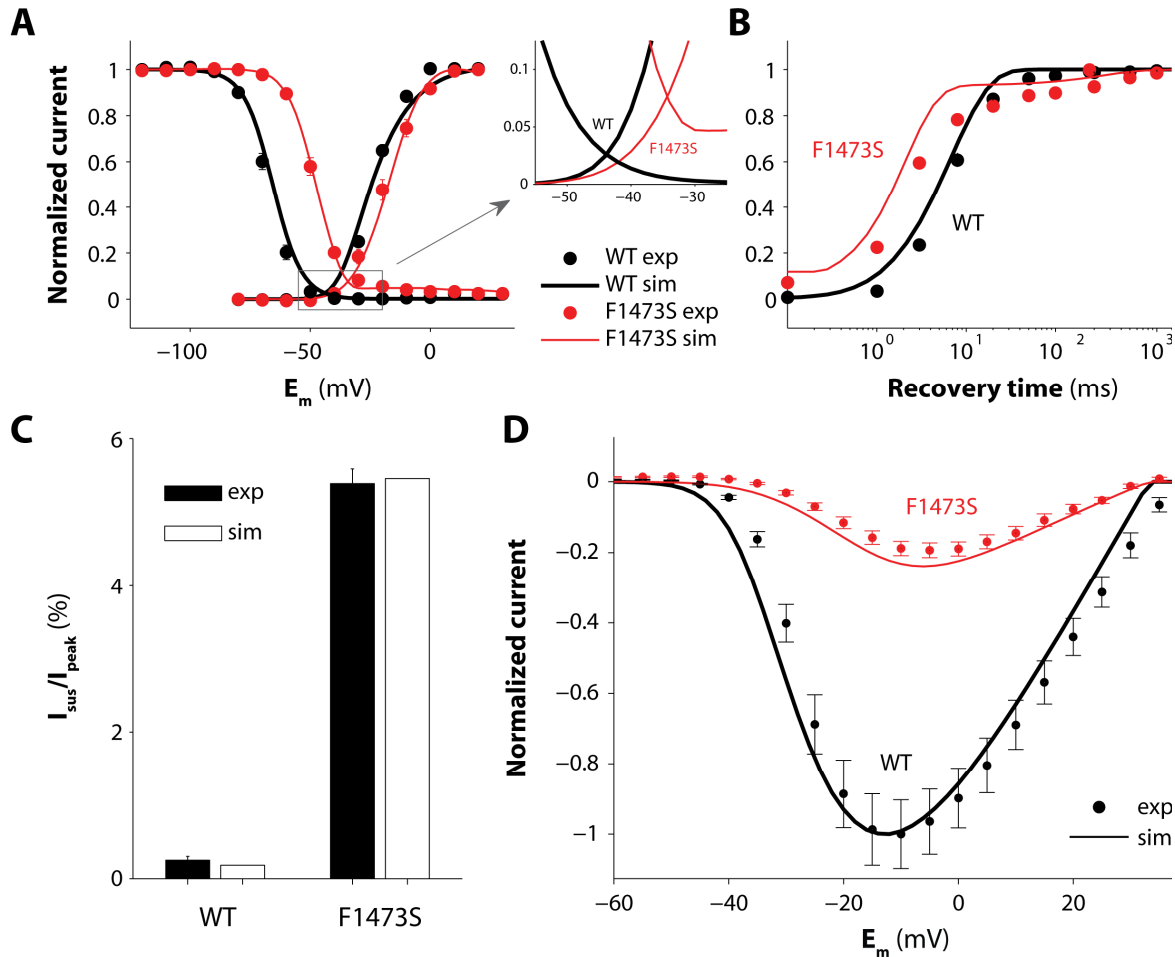 A
Normalized current
1
0.8
0.6
0.4
0.2
0
−100
−50
0
E_m (mV)
0.1
0.05
0
−50
−40
−30
WT
F1473S
WT exp
WT sim
F1473S exp
F1473S sim
B
1
0.8
0.6
0.4
0.2
0
F1473S
WT
10^0
10^1
10^2
10^3
Recovery time (ms)
C
I_sus/I_peak (%)
6
4
2
0
exp
sim
WT
F1473S
D
Normalized current
0
−0.2
−0.4
−0.6
−0.8
−1
F1473S
WT
exp
sim
−60
−40
−20
0
20
E_m (mV)